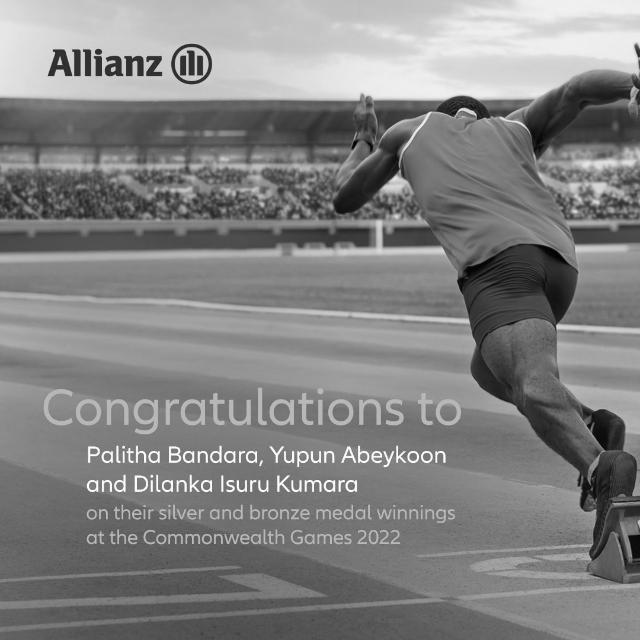 Allianz
Congratulations to
Palitha Bandara, Yupun Abeykoon
and Dilanka Isuru Kumara
on their silver and bronze medal winnings
at the Commonwealth Games 2022